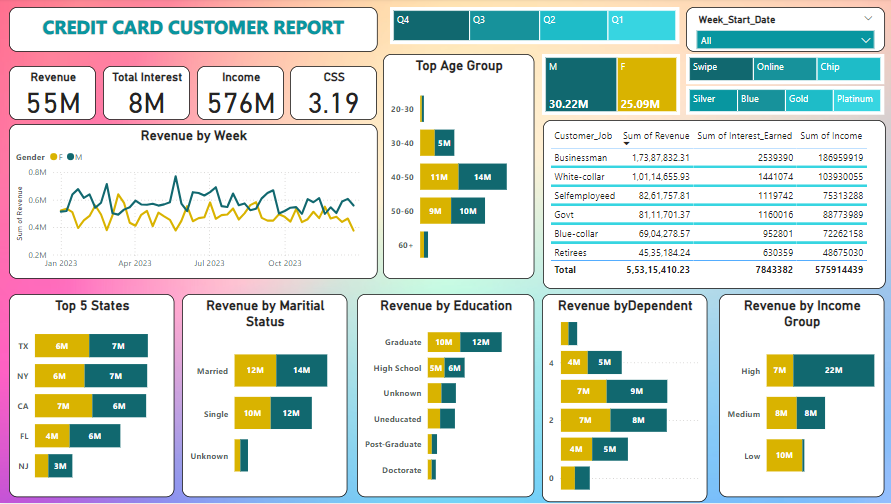 CREDIT CARD CUSTOMER REPORT
Q4 Q3 Q2 Q1
Week_Start_Date
All
Revenue
55M
Total Interest
8M
Income
576M
CSS
3.19
Top Age Group
20-30
30-40 5M
40-50 11M 14M
50-60 9M 10M
60+
M F
30.22M 25.09M
Swipe Online Chip
Silver Blue Gold Platinum
Revenue by Week
Gender F M
Sum of Revenue
0.8M
0.6M
0.4M
0.2M
Jan 2023 Apr 2023 Jul 2023 Oct 2023
Customer_Job Sum of Revenue Sum of Interest_Earned Sum of Income
Businessman 1,73,87,832.31 2539390 186959919
White-collar 1,01,14,655.93 1441074 103930055
Selfemployeed 82,61,757.81 1119742 75313288
Govt 81,11,701.37 1160016 88773989
Blue-collar 69,04,278.57 952801 72262158
Retirees 45,35,184.24 630359 48675030
Total 5,53,15,410.23 7843382 575914439
Top 5 States
TX 6M 7M
NY 6M 7M
CA 7M 6M
FL 4M 6M
NJ 3M
Revenue by Maritial
Status
Married 12M 14M
Single 10M 12M
Unknown
Revenue by Education
Graduate 10M 12M
High School 5M 6M
Unknown
Uneducated
Post-Graduate
Doctorate
Revenue byDependent
4 4M 5M
7M 9M
2 7M 8M
4M 5M
0
Revenue by Income
Group
High 7M 22M
Medium 8M 8M
Low 10M